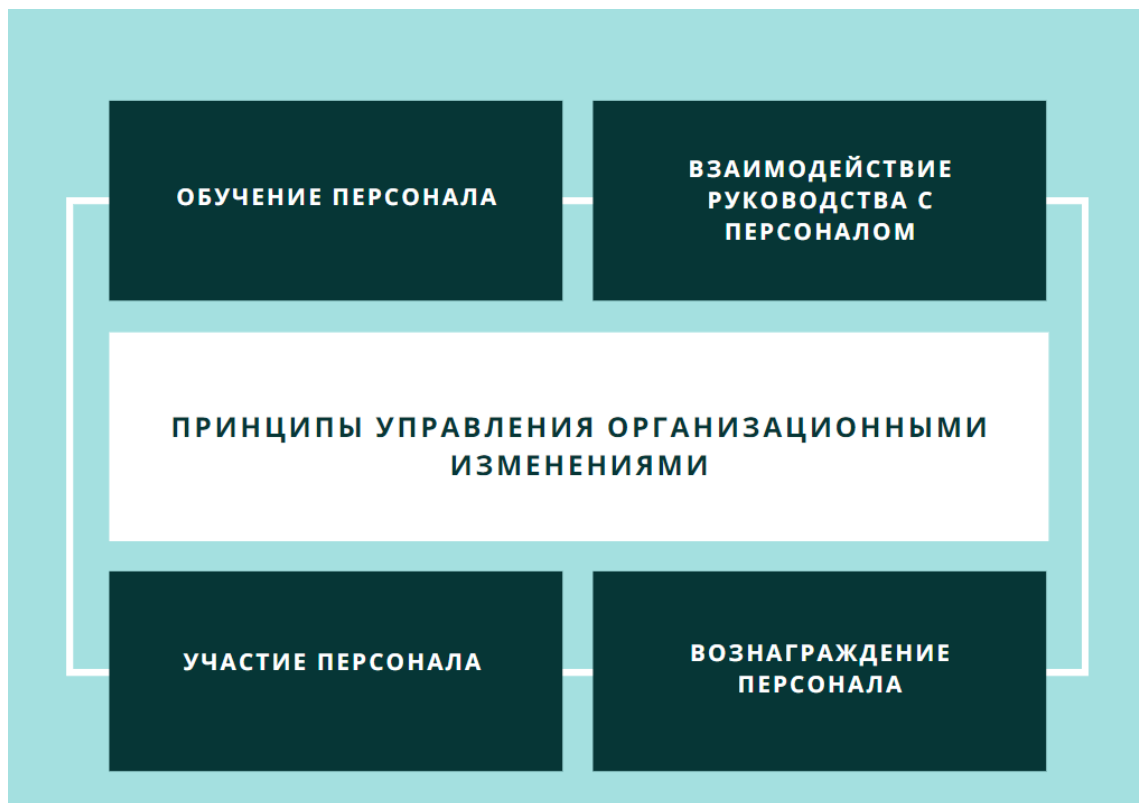 ОБУЧЕНИЕ ПЕРСОНАЛА
ВЗАИМОДЕЙСТВИЕ
РУКОВОДСТВА С
ПЕРСОНАЛОМ
ПРИНЦИПЫ УПРАВЛЕНИЯ ОРГАНИЗАЦИОННЫМИ
ИЗМЕНЕНИЯМИ
УЧАСТИЕ ПЕРСОНАЛА
ВОЗНАГРАЖДЕНИЕ
ПЕРСОНАЛА